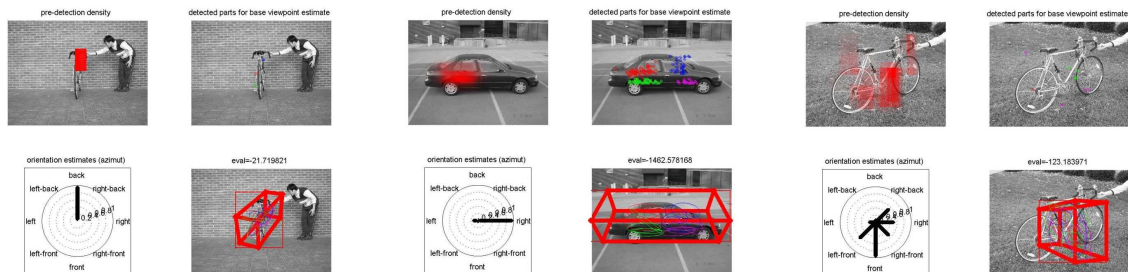 pre-detection density
detected parts for base viewpoint estimate
pre-detection density
detected parts for base viewpoint estimate
pre-detection density
detected parts for base viewpoint estimate
orientation estimates (azimut)
back
left-back
right-back
left
right
left-front
right-front
front
eval=-21.719821
orientation estimates (azimut)
back
left-back
right-back
left
right
left-front
right-front
front
eval=-1462.578168
orientation estimates (azimut)
back
left-back
right-back
left
right
left-front
right-front
front
eval=-123.183971